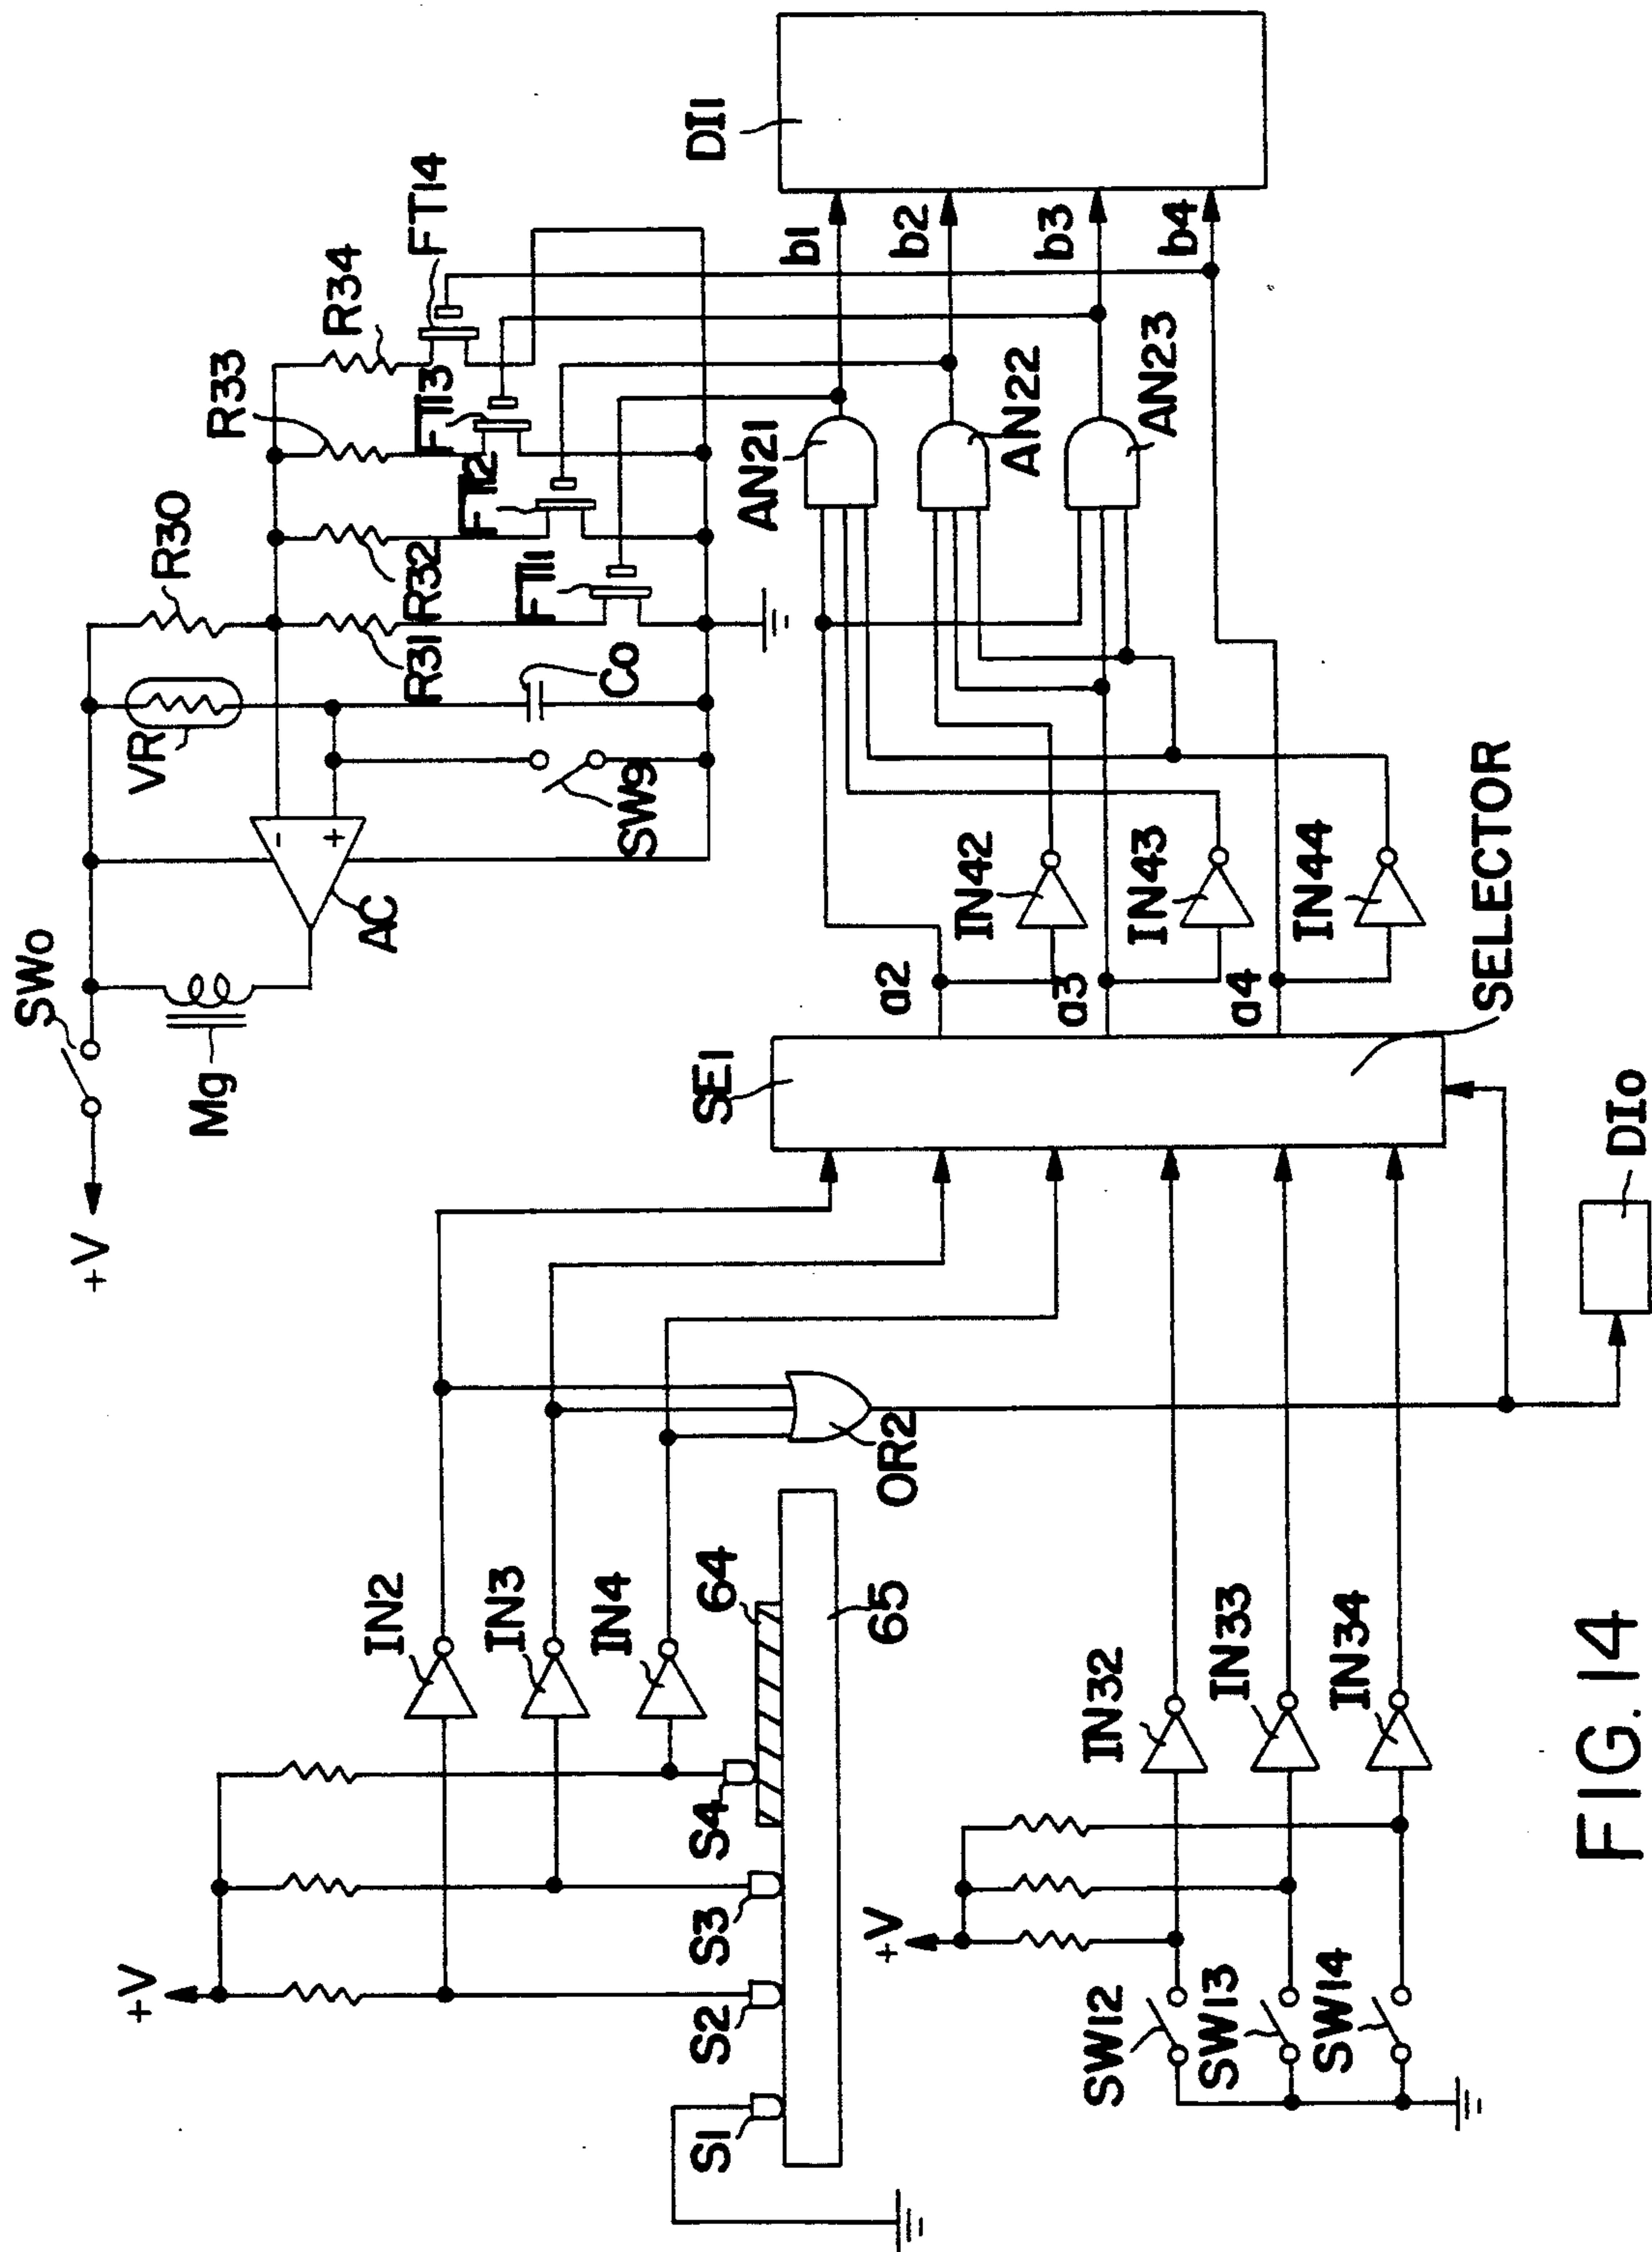 SWo
+V
Mg
AC
VR
R30
R33
R34
FT14
FT13
FT12
FT11
R32
R31
Co
SW9
DI1
b1
b2
b3
b4
AN21
AN22
AN23
IN42
IN43
IN44
a2
a3
a4
SELECTOR
SE1
DIo
OR2
IN2
IN3
IN4
64
65
+V
S1
S2
S3
S4
IN32
IN33
IN34
+V
SW12
SW13
SW14
-
+
FIG. 14